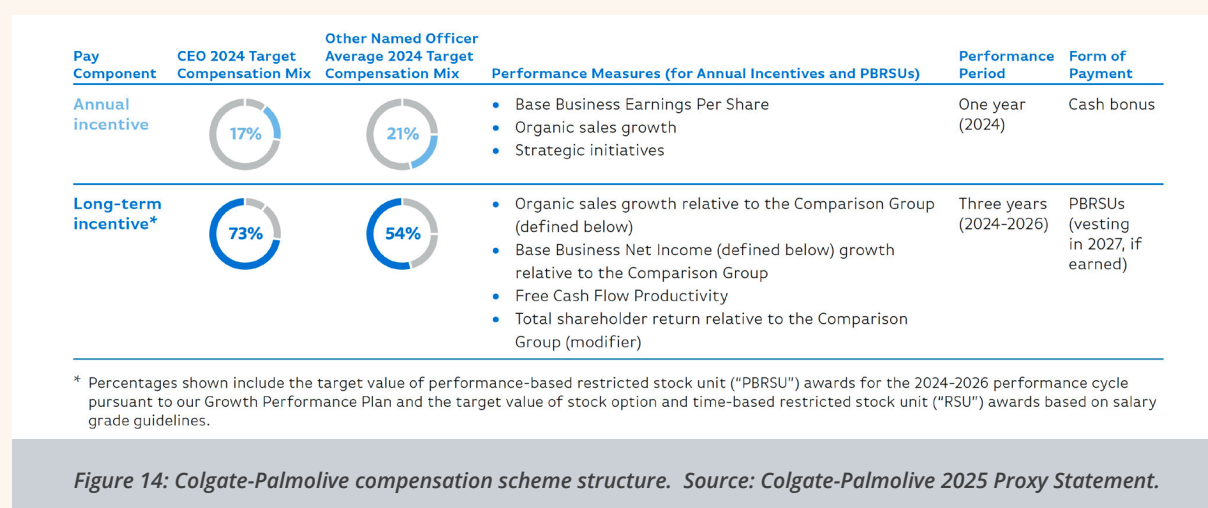 Pay Component
CEO 2024 Target Compensation Mix
Other Named Officer Average 2024 Target Compensation Mix
Performance Measures (for Annual Incentives and PBRSUs)
Performance Period
Form of Payment
Annual incentive
17%
21%
• Base Business Earnings Per Share
• Organic sales growth
• Strategic initiatives
One year (2024)
Cash bonus
Long-term incentive*
73%
54%
• Organic sales growth relative to the Comparison Group
(defined below)
• Base Business Net Income (defined below) growth
relative to the Comparison Group
• Free Cash Flow Productivity
• Total shareholder return relative to the Comparison
Group (modifier)
Three years (2024-2026)
PBRSUs (vesting in 2027, if earned)
* Percentages shown include the target value of performance-based restricted stock unit (“PBRSU”) awards for the 2024-2026 performance cycle
pursuant to our Growth Performance Plan and the target value of stock option and time-based restricted stock unit (“RSU”) awards based on salary
grade guidelines.
Figure 14: Colgate-Palmolive compensation scheme structure. Source: Colgate-Palmolive 2025 Proxy Statement.